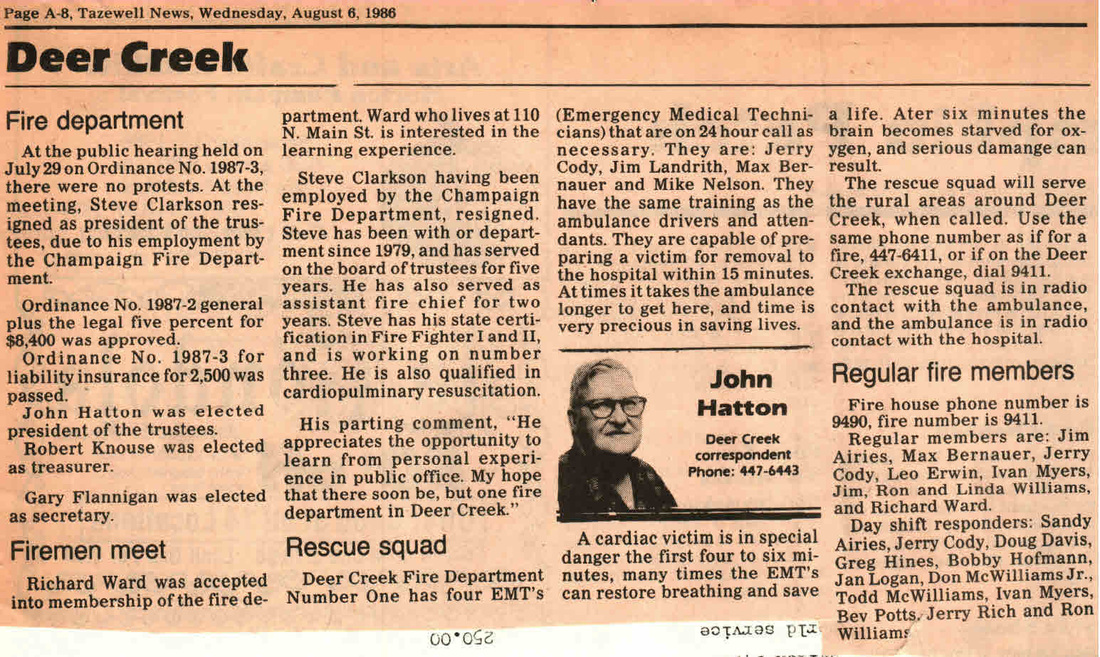 Page A-8, Tazewell News, Wednesday, August 6, 1986
Deer Creek
Fire department
At the public hearing held on
July 29 on Ordinance No. 1987-3,
there were no protests. At the
meeting, Steve Clarkson res-
igned as president of the trus-
tees, due to his employment by
the Champaign Fire Depart-
ment.
Ordinance No. 1987-2 general
plus the legal five percent for
$8,400 was approved.
Ordinance No. 1987-3 for
liability insurance for 2,500 was
passed.
John Hatton was elected
president of the trustees.
Robert Knouse was elected
as treasurer.
Gary Flannigan was elected
as secretary.
Firemen meet
Richard Ward was accepted
into membership of the fire de-
partment. Ward who lives at 110
N. Main St. is interested in the
learning experience.
Steve Clarkson having been
employed by the Champaign
Fire Department, resigned.
Steve has been with or depart-
ment since 1979, and has served
on the board of trustees for five
years. He has also served as
assistant fire chief for two
years. Steve has his state certi-
fication in Fire Fighter I and II,
and is working on number
three. He is also qualified in
cardiopulminary resuscitation.
His parting comment, "He
appreciates the opportunity to
learn from personal experi-
ence in public office. My hope
that there soon be, but one fire
department in Deer Creek."
Rescue squad
Deer Creek Fire Department
Number One has four EMT's
(Emergency Medical Techni-
cians) that are on 24 hour call as
necessary. They are: Jerry
Cody, Jim Landrith, Max Ber-
nauer and Mike Nelson. They
have the same training as the
ambulance drivers and atten-
dants. They are capable of pre-
paring a victim for removal to
the hospital within 15 minutes.
At times it takes the ambulance
longer to get here, and time is
very precious in saving lives.
John
Hatton
Deer Creek
correspondent
Phone: 447-6443
A cardiac victim is in special
danger the first four to six mi-
nutes, many times the EMT's
can restore breathing and save
a life. Ater six minutes the
brain becomes starved for ox-
ygen, and serious damange can
result.
The rescue squad will serve
the rural areas around Deer
Creek, when called. Use the
same phone number as if for a
fire, 447-6411, or if on the Deer
Creek exchange, dial 9411.
The rescue squad is in radio
contact with the ambulance,
and the ambulance is in radio
contact with the hospital.
Regular fire members
Fire house phone number is
9490, fire number is 9411.
Regular members are: Jim
Airies, Max Bernauer, Jerry
Cody, Leo Erwin, Ivan Myers,
Jim, Ron and Linda Williams,
and Richard Ward.
Day shift responders: Sandy
Airies, Jerry Cody, Doug Davis,
Greg Hines, Bobby Hofmann,
Jan Logan, Don McWilliams Jr.,
Todd McWilliams, Ivan Myers,
Bev Potts, Jerry Rich and Ron
Williams
250.00
rld service